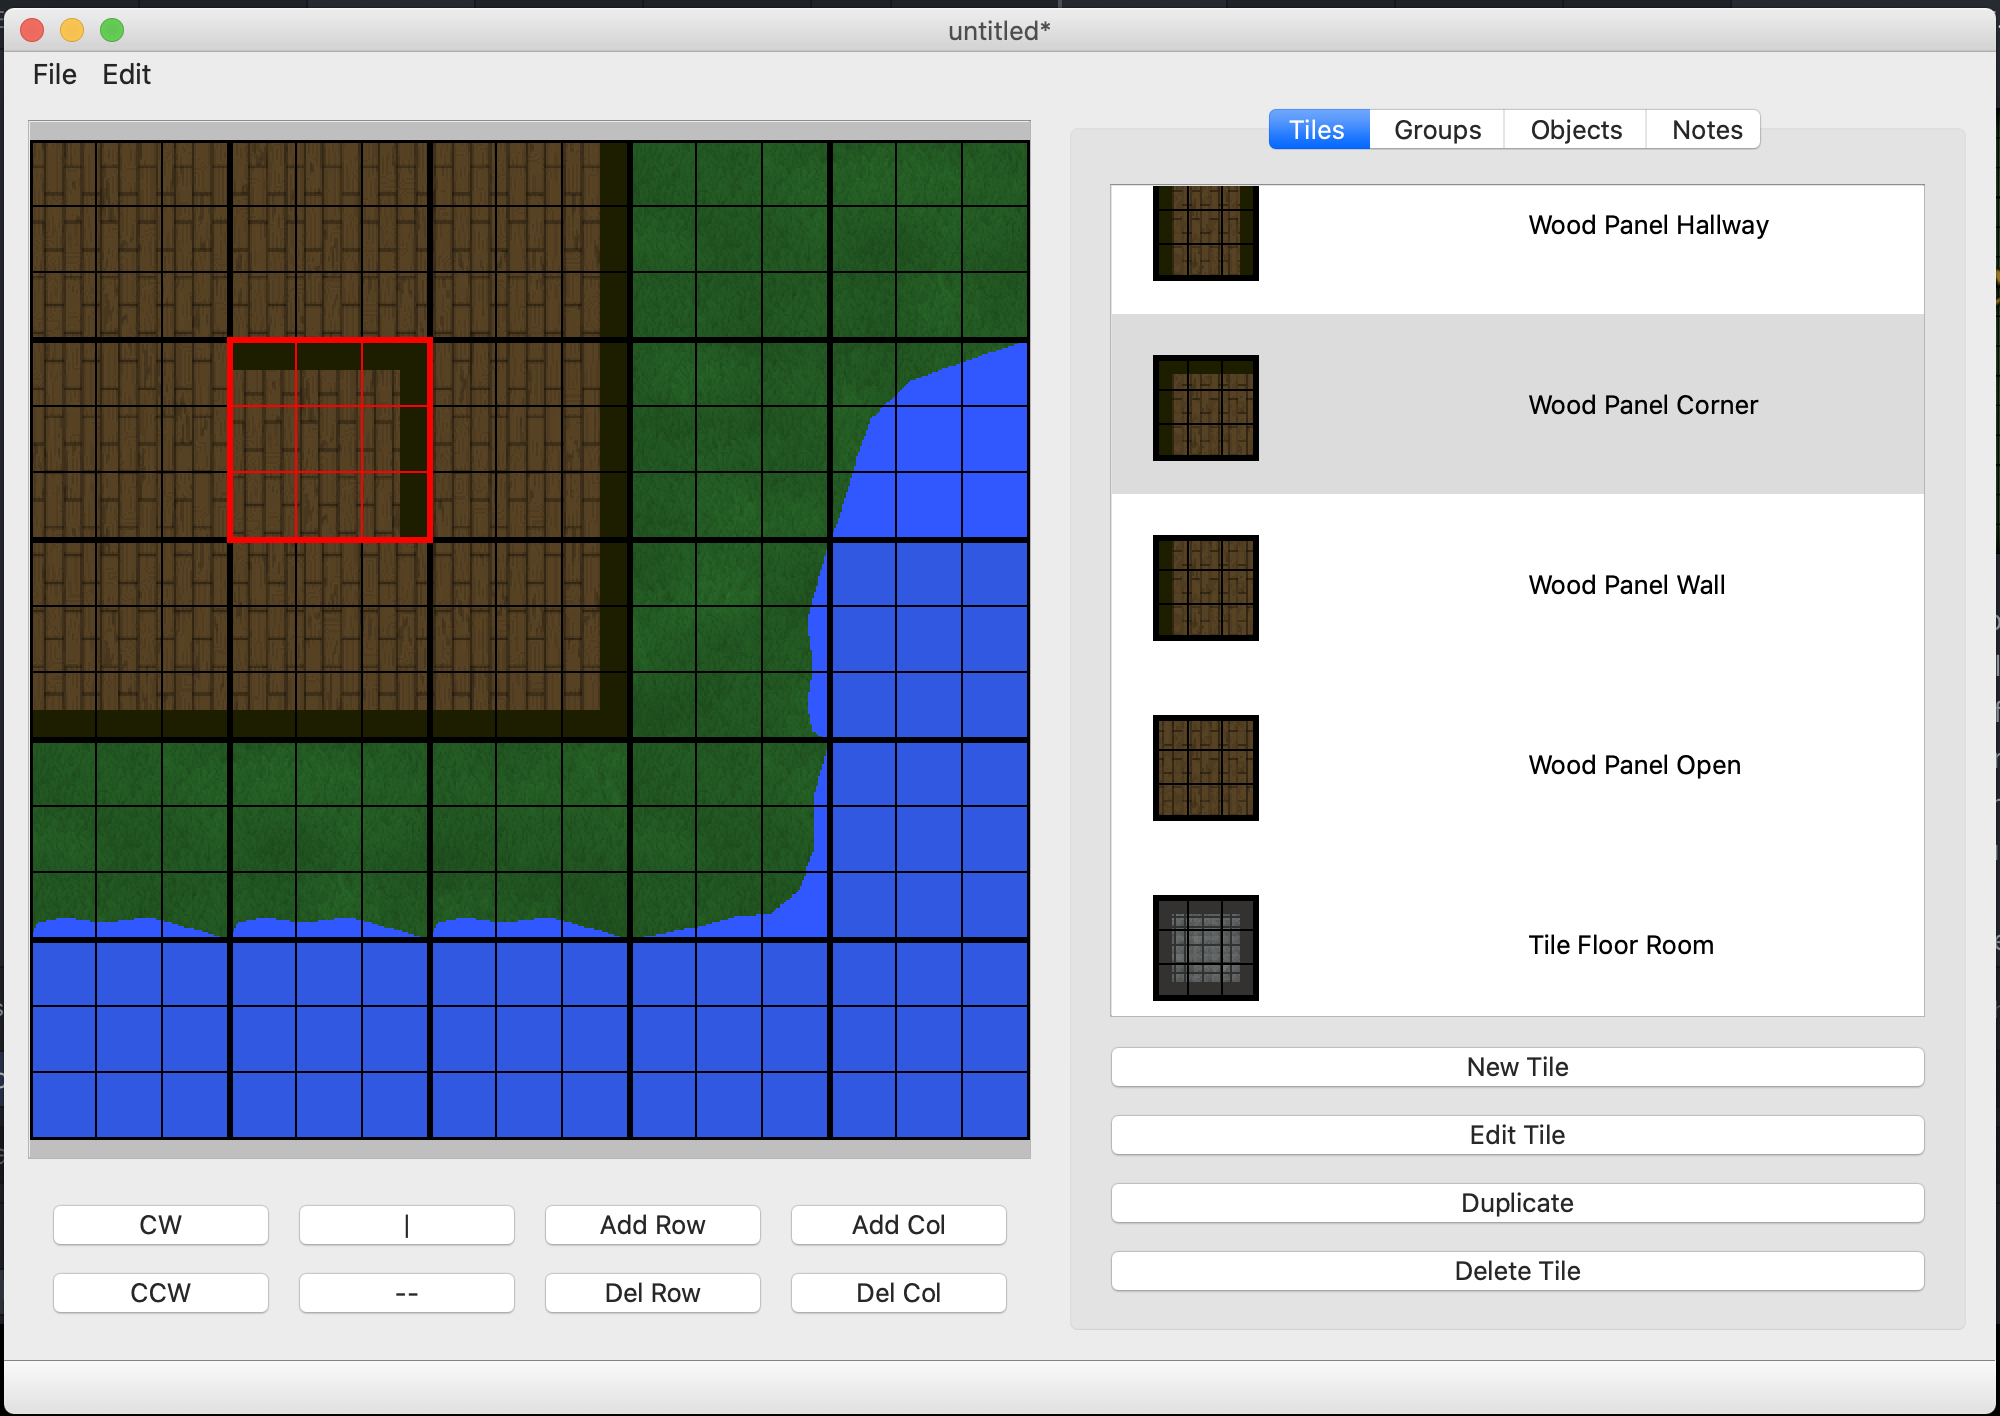 untitled*
File Edit
Tiles Groups Objects Notes
Wood Panel Hallway
Wood Panel Corner
Wood Panel Wall
Wood Panel Open
Tile Floor Room
New Tile
Edit Tile
Duplicate
Delete Tile
CW | Add Row Add Col
CCW -- Del Row Del Col